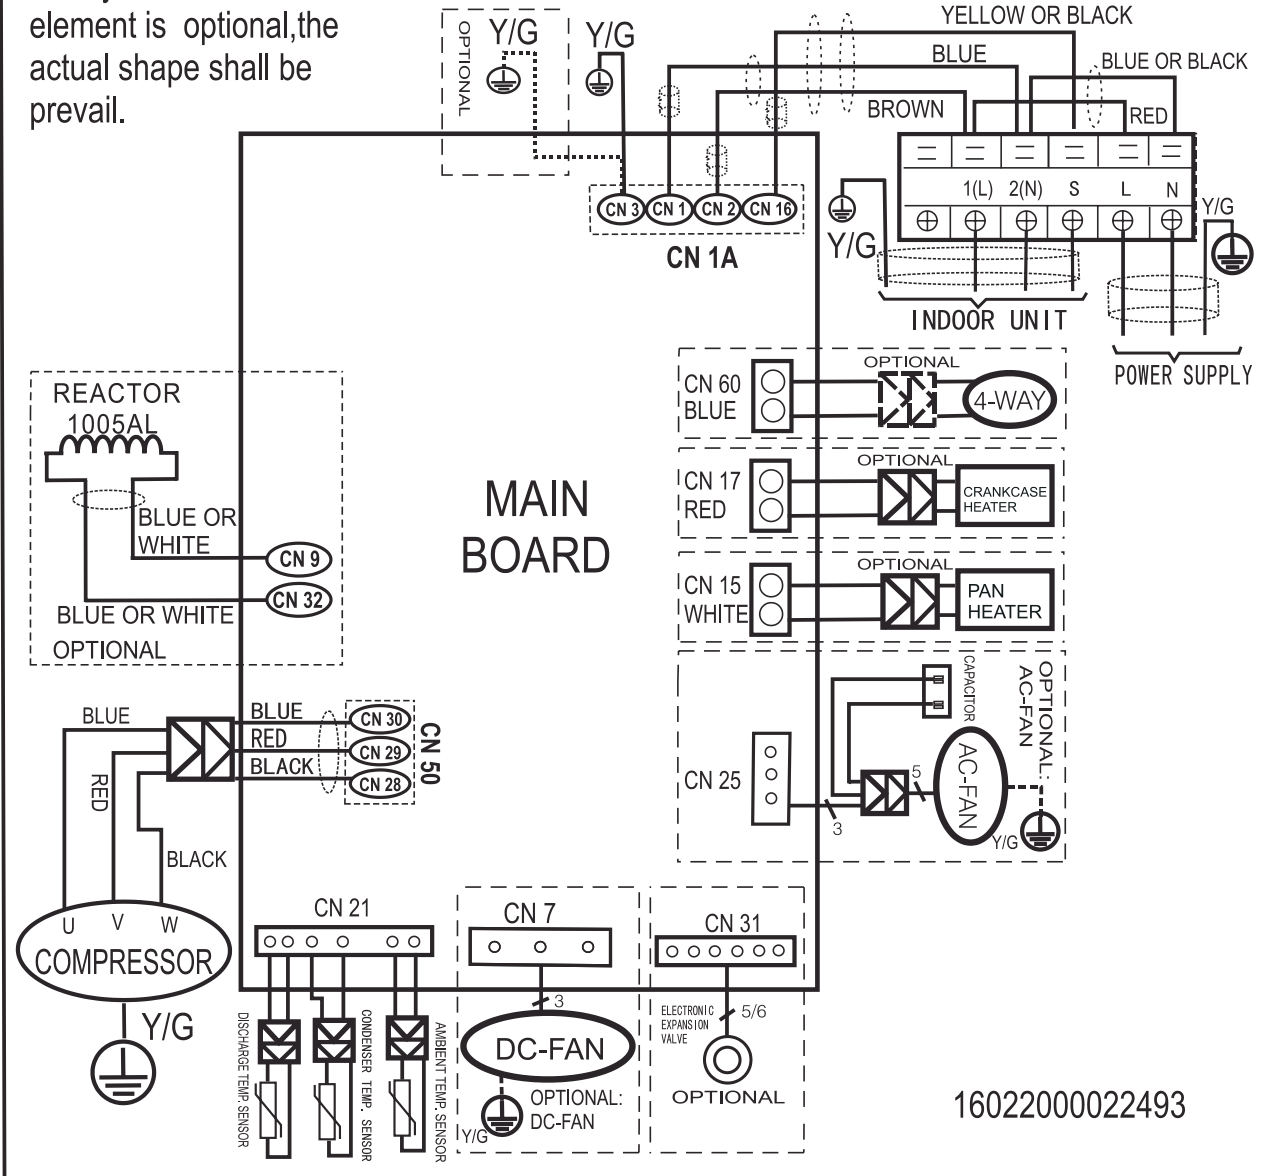 element is optional,the
actual shape shall be
prevail.
OPTIONAL
Y/G
Y/G
YELLOW OR BLACK
BLUE
BLUE OR BLACK
BROWN
RED
1(L) 2(N) S L N
Y/G
Y/G
CN 3 CN 1 CN 2 CN 16
CN 1A
INDOOR UNIT
POWER SUPPLY
REACTOR
1005AL
BLUE OR
WHITE
CN 9
CN 32
BLUE OR WHITE
OPTIONAL
MAIN
BOARD
CN 60
BLUE
OPTIONAL
4-WAY
CN 17
RED
OPTIONAL
CRANKCASE
HEATER
CN 15
WHITE
OPTIONAL
PAN
HEATER
CN 25
3
5
CAPACITOR
AC-FAN
OPTIONAL:
AC-FAN
Y/G
BLUE
RED
BLACK
BLUE
RED
BLACK
CN 30
CN 29
CN 28
CN 50
U V W
COMPRESSOR
Y/G
CN 21
DISCHARGE TEMP. SENSOR
CONDENSER TEMP. SENSOR
AMBIENT TEMP. SENSOR
CN 7
3
DC-FAN
Y/G
OPTIONAL:
DC-FAN
CN 31
ELECTRONIC
EXPANSION
VALVE
5/6
OPTIONAL
16022000022493